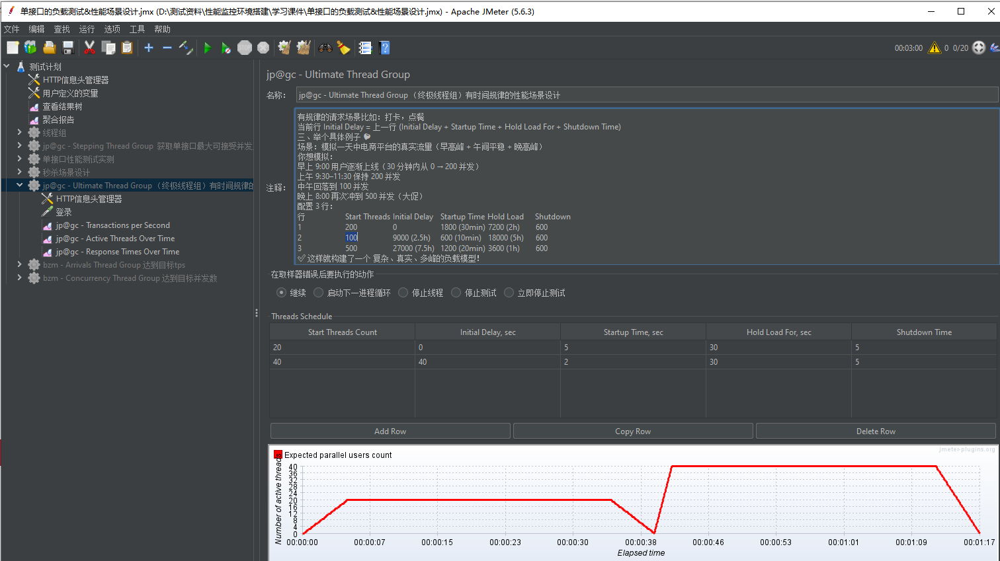 单接口的负载测试&性能场景设计.jmx (D:\测试资料\性能监控环境搭建\学习课件\单接口的负载测试&性能场景设计.jmx) - Apache JMeter (5.6.3)
文件 编辑 查找 运行 选项 工具 帮助
STOP
00:03:00 0 0/20
测试计划
HTTP信息头管理器
用户定义的变量
查看结果树
聚合报告
线程组
jp@gc - Stepping Thread Group 获取单接口最大可接受并发
单接口性能测试实测
秒杀场景设计
jp@gc - Ultimate Thread Group（终极线程组）有时间规律的
HTTP信息头管理器
登录
jp@gc - Transactions per Second
jp@gc - Active Threads Over Time
jp@gc - Response Times Over Time
bzm - Arrivals Thread Group 达到目标tps
bzm - Concurrency Thread Group 达到目标并发数
jp@gc - Ultimate Thread Group
名称： jp@gc - Ultimate Thread Group（终极线程组）有时间规律的性能场景设计
注释：
有规律的请求场景比如：打卡，点餐
当前行 Initial Delay = 上一行 (Initial Delay + Startup Time + Hold Load For + Shutdown Time)
三、举个具体例子
场景：模拟一天中电商平台的真实流量（早高峰 + 午间平稳 + 晚高峰）
你想模拟：
早上 9:00 用户逐渐上线（30 分钟内从 0 → 200 并发）
上午 9:30–11:30 保持 200 并发
中午回落到 100 并发
晚上 8:00 再次冲到 500 并发（大促）
配置 3 行：
行 Start Threads Initial Delay Startup Time Hold Load Shutdown
1 200 0 1800 (30min) 7200 (2h) 600
2 100 9000 (2.5h) 600 (10min) 18000 (5h) 600
3 500 27000 (7.5h) 1200 (20min) 3600 (1h) 600
✅ 这样就构建了一个 复杂、真实、多峰的负载模型！
在取样器错误后要执行的动作
继续 启动下一进程循环 停止线程 停止测试 立即停止测试
Threads Schedule
Start Threads Count Initial Delay, sec Startup Time, sec Hold Load For, sec Shutdown Time
20 0 5 30 5
40 40 2 30 5
Add Row Copy Row Delete Row
jmeter-plugins.org
Expected parallel users count
Number of active threads
40
36
32
28
24
20
16
12
8
4
0
00:00:00 00:00:07 00:00:15 00:00:23 00:00:30 00:00:38 00:00:46 00:00:53 00:01:01 00:01:09 00:01:17
Elapsed time